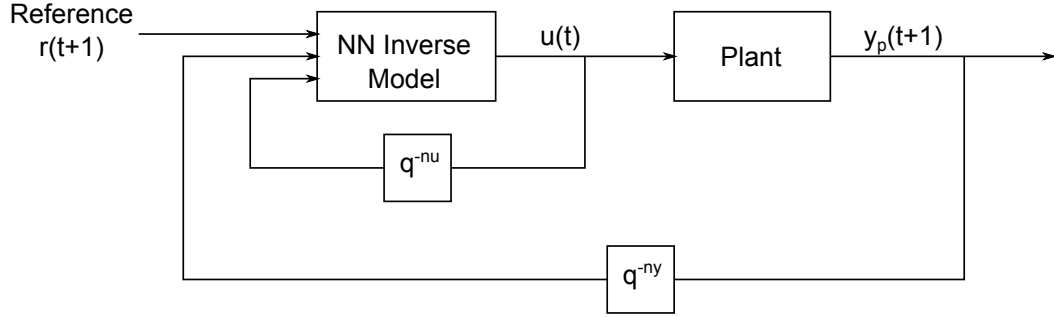 Reference
r(t+1)
NN Inverse
Model
u(t)
Plant
yₚ(t+1)
q⁻ⁿᵘ
q⁻ⁿʸ